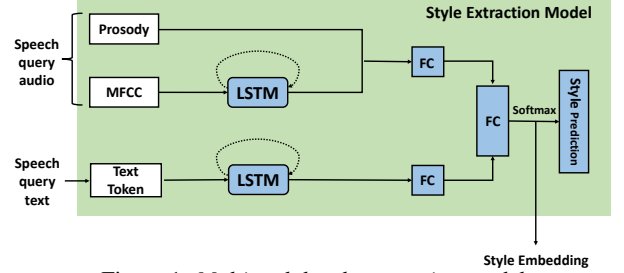 Style Extraction Model
Speech
query
audio
Prosody
MFCC
LSTM
FC
Speech
query
text
Text
Token
LSTM
FC
FC
Softmax
Style Prediction
Style Embedding